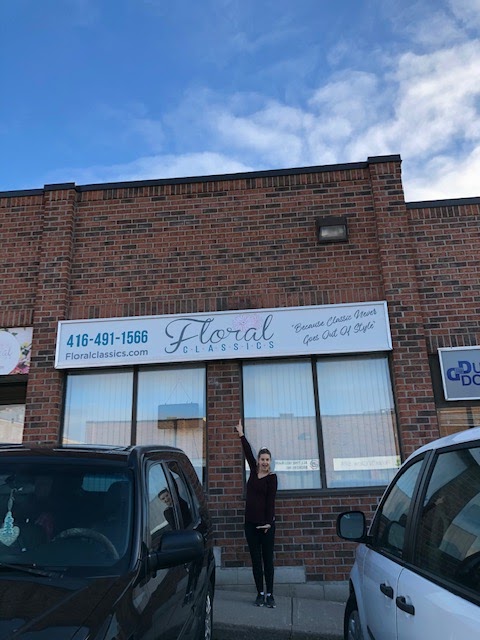 416-491-1566
Floralclassics.com
Floral
CLASSICS
"Because Classic Never
Goes Out Of Style"